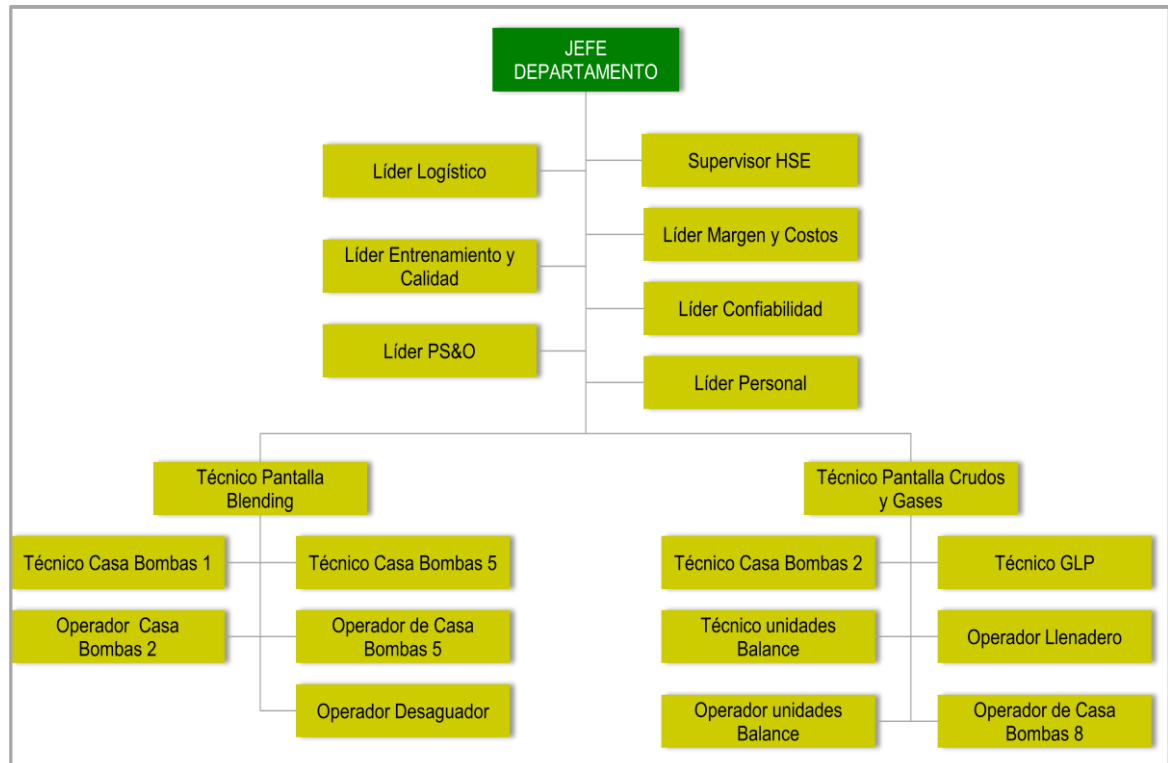 JEFE
DEPARTAMENTO
Líder Logístico
Supervisor HSE
Líder Entrenamiento y
Calidad
Líder Margen y Costos
Líder PS&O
Líder Confiabilidad
Líder Personal
Técnico Pantalla
Blending
Técnico Pantalla Crudos
y Gases
Técnico Casa Bombas 1
Técnico Casa Bombas 5
Operador Casa
Bombas 2
Operador de Casa
Bombas 5
Operador Desaguador
Técnico Casa Bombas 2
Técnico GLP
Técnico unidades
Balance
Operador Llenadero
Operador unidades
Balance
Operador de Casa
Bombas 8